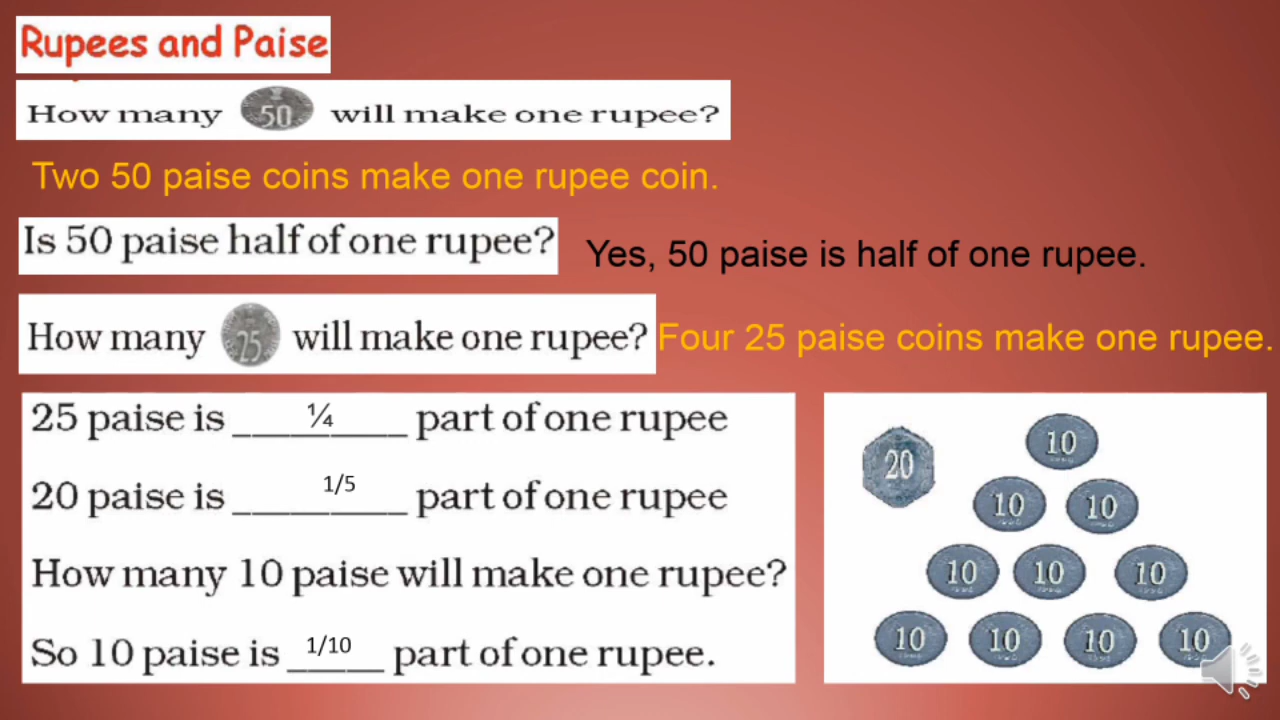 Rupees and Paise
How many 50 will make one rupee?
Two 50 paise coins make one rupee coin.
Is 50 paise half of one rupee?
Yes, 50 paise is half of one rupee.
How many 25 will make one rupee?
Four 25 paise coins make one rupee.
25 paise is ¼ part of one rupee
20 paise is 1/5 part of one rupee
How many 10 paise will make one rupee?
So 10 paise is 1/10 part of one rupee.
20
10
10 10
10 10 10
10 10 10 10